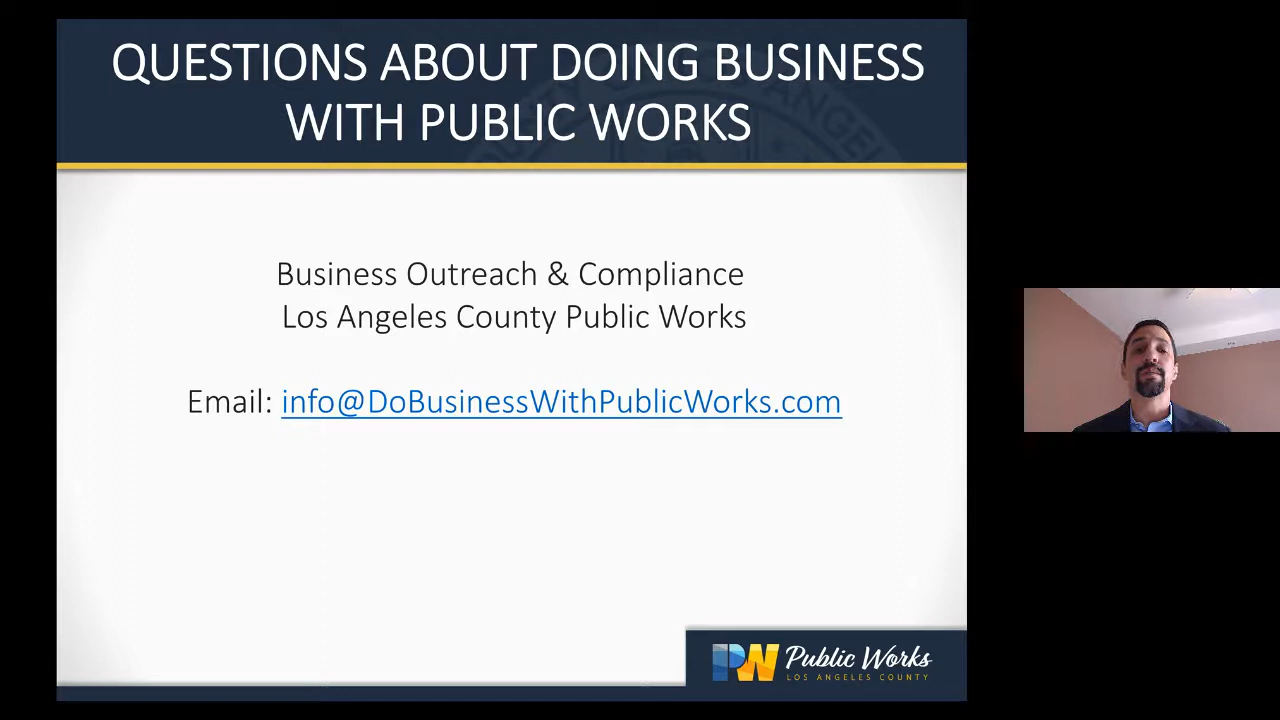 QUESTIONS ABOUT DOING BUSINESS
WITH PUBLIC WORKS
Business Outreach & Compliance
Los Angeles County Public Works
Email: info@DoBusinessWithPublicWorks.com
PW Public Works
LOS ANGELES COUNTY